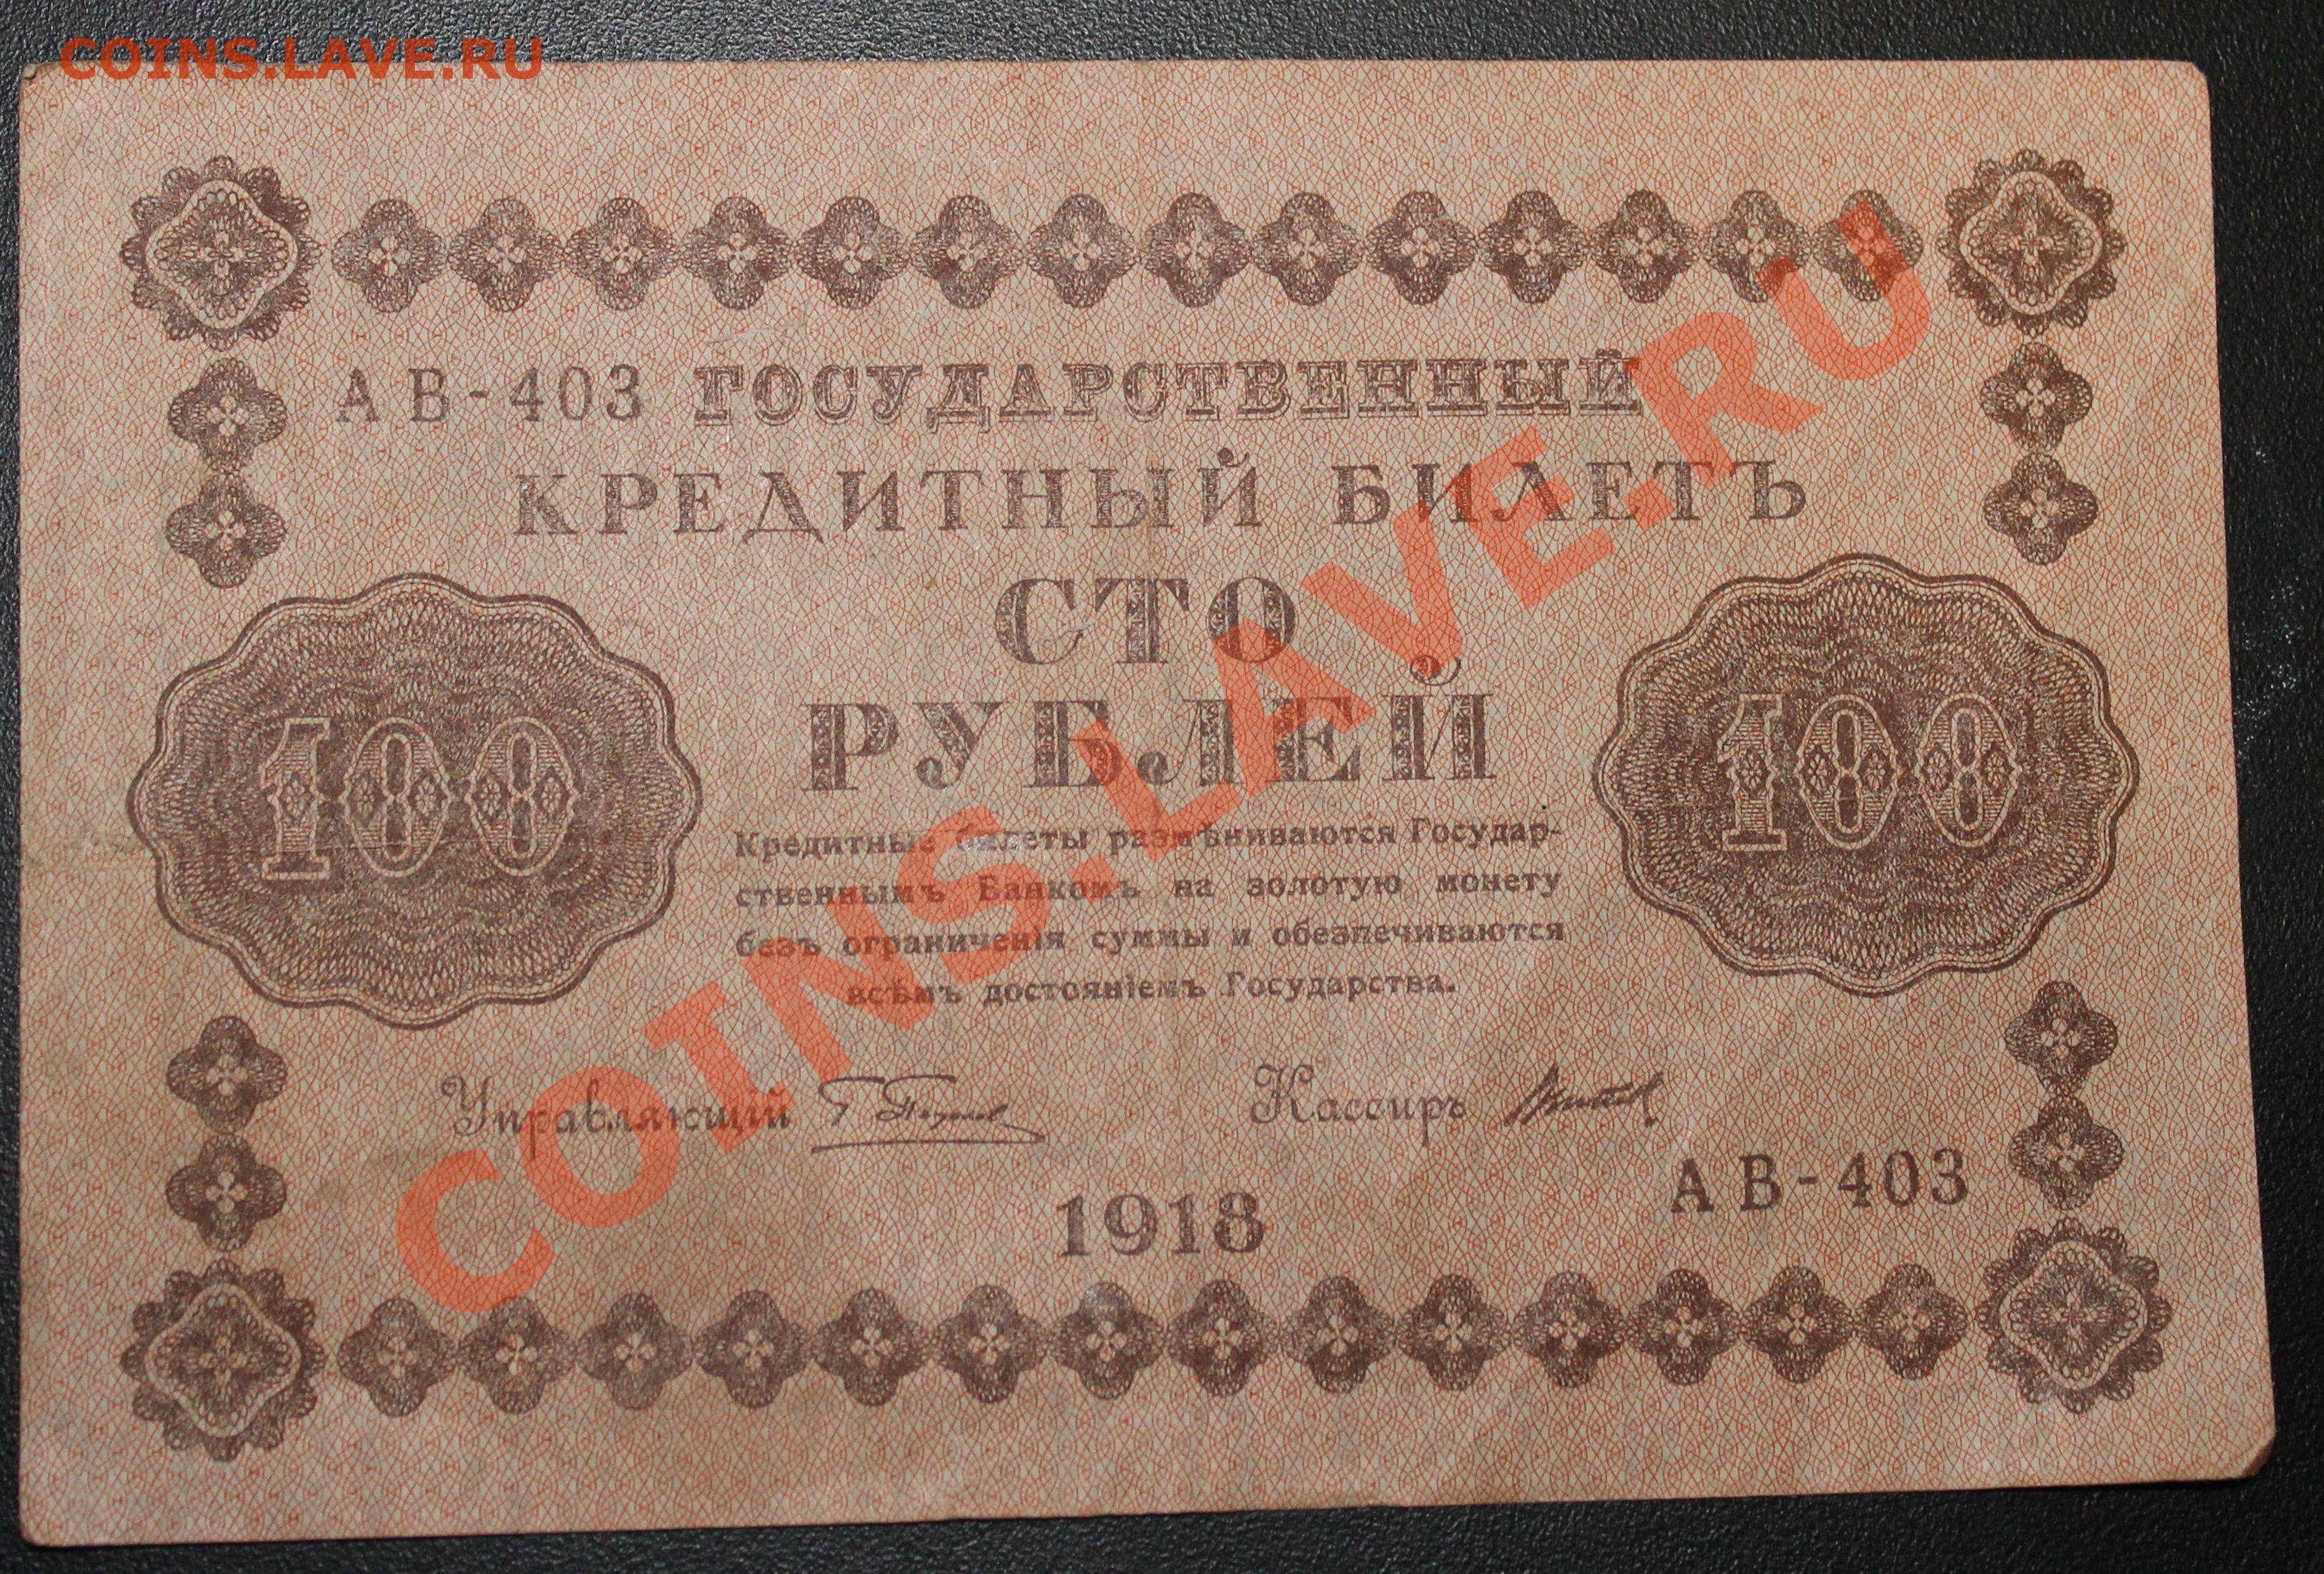 COINS.LAVE.RU
АВ-403 ГОСУДАРСТВЕННЫЙ
КРЕДИТНЫЙ БИЛЕТЪ
СТО
РУБЛЕЙ
100
100
Кредитные билеты размѣниваются Государ-
ственнымъ Банкомъ на золотую монету
безъ ограниченія суммы и обезпечиваются
всѣмъ достояніемъ Государства.
Управляющій
Кассиръ
АВ-403
1918
COINS.LAVE.RU